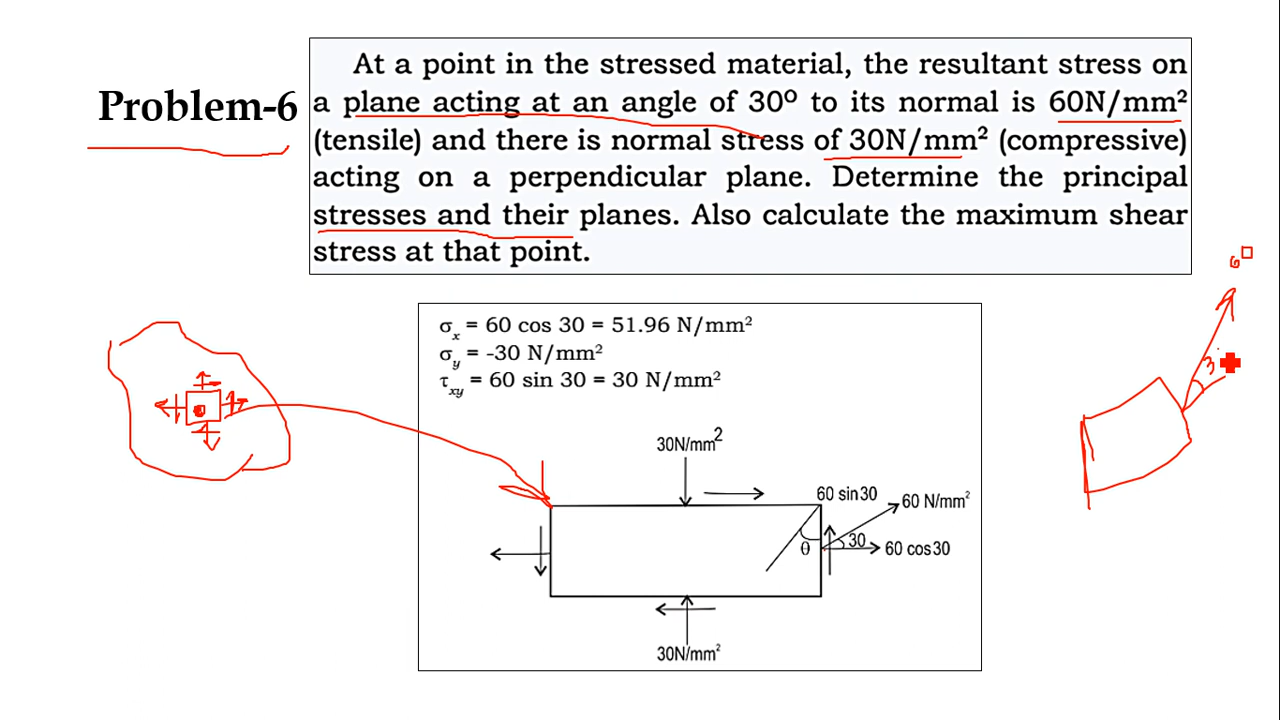 Problem-6
At a point in the stressed material, the resultant stress on
a plane acting at an angle of 30º to its normal is 60N/mm²
(tensile) and there is normal stress of 30N/mm² (compressive)
acting on a perpendicular plane. Determine the principal
stresses and their planes. Also calculate the maximum shear
stress at that point.
σx = 60 cos 30 = 51.96 N/mm²
σy = -30 N/mm²
τxy = 60 sin 30 = 30 N/mm²
30N/mm²
60 sin30
60 N/mm²
θ
30
60 cos30
30N/mm²
60
3